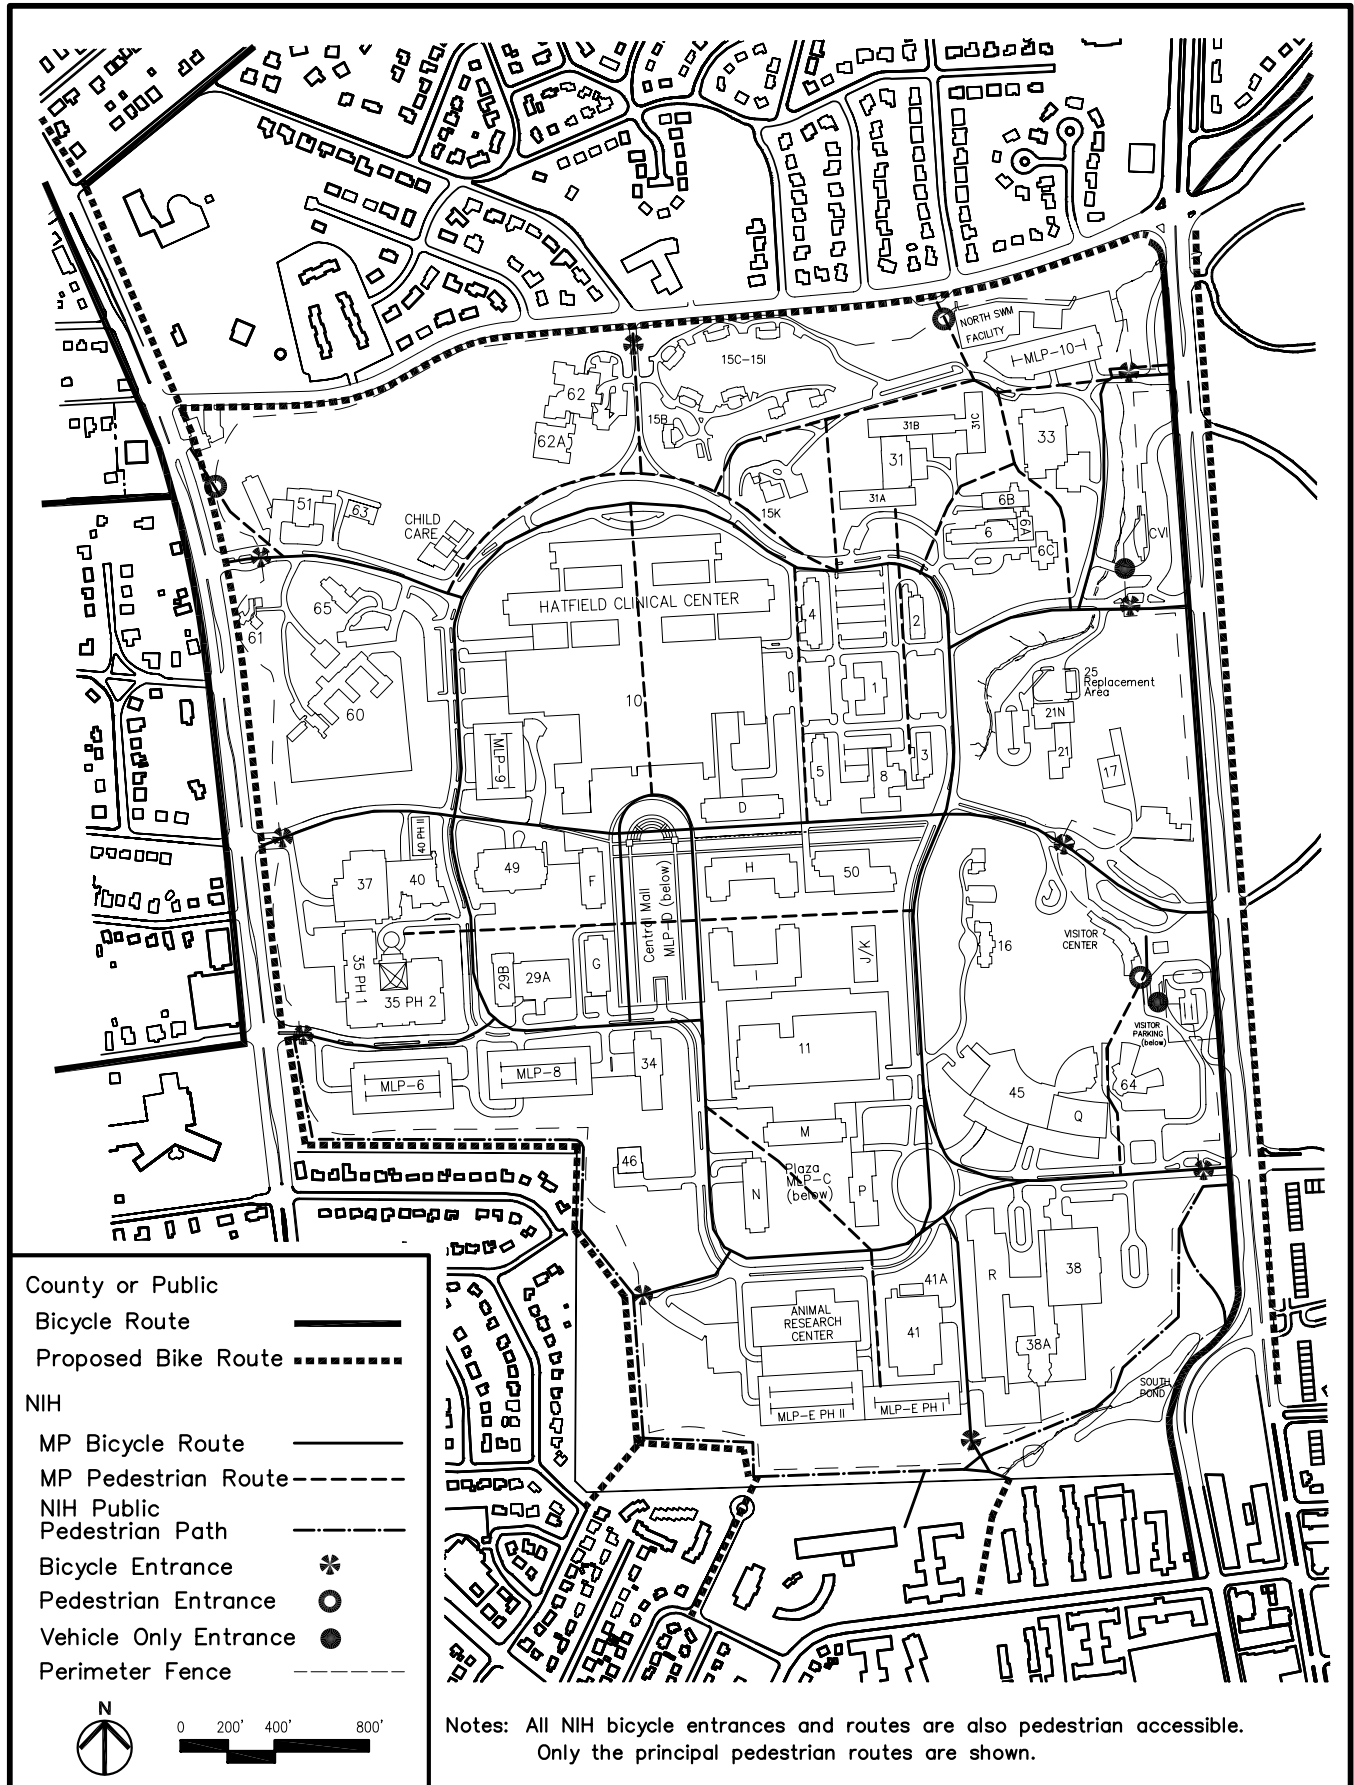 NORTH SWM
FACILITY
MLP-10
15C-15I
62
15B
62A
31B
31C
33
31
31A
15K
6B
6
6A
6C
CVI
51
63
CHILD
CARE
65
61
60
HATFIELD CLINICAL CENTER
4
2
1
10
25
Replacement
Area
21N
21
17
MLP-9
5
8
3
D
40 PH II
37
40
49
F
Central Mall
MLP-D (below)
H
50
VISITOR
CENTER
16
35 PH 1
35 PH 2
29B
29A
G
I
J/K
VISITOR
PARKING
(below)
MLP-6
MLP-8
34
11
45
64
Q
M
46
N
Plaza
MLP-C
(below)
P
R
38
41A
41
38A
ANIMAL
RESEARCH
CENTER
MLP-E PH II
MLP-E PH I
SOUTH
POND
County or Public
Bicycle Route
Proposed Bike Route
NIH
MP Bicycle Route
MP Pedestrian Route
NIH Public
Pedestrian Path
Bicycle Entrance
Pedestrian Entrance
Vehicle Only Entrance
Perimeter Fence
N
0 200' 400' 800'
Notes: All NIH bicycle entrances and routes are also pedestrian accessible.
Only the principal pedestrian routes are shown.